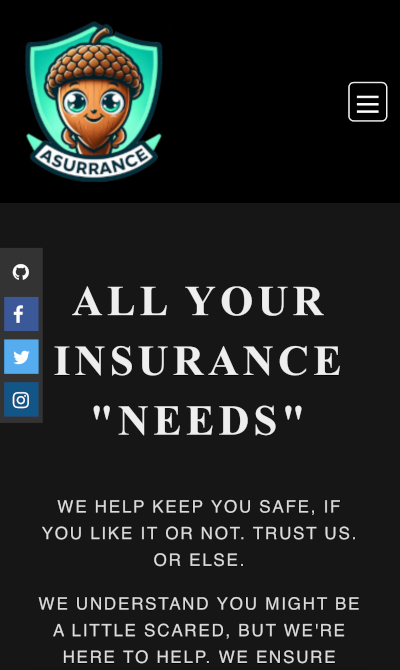 ASURRANCE
ALL YOUR
INSURANCE
"NEEDS"
WE HELP KEEP YOU SAFE, IF
YOU LIKE IT OR NOT. TRUST US.
OR ELSE.
WE UNDERSTAND YOU MIGHT BE
A LITTLE SCARED, BUT WE'RE
HERE TO HELP. WE ENSURE